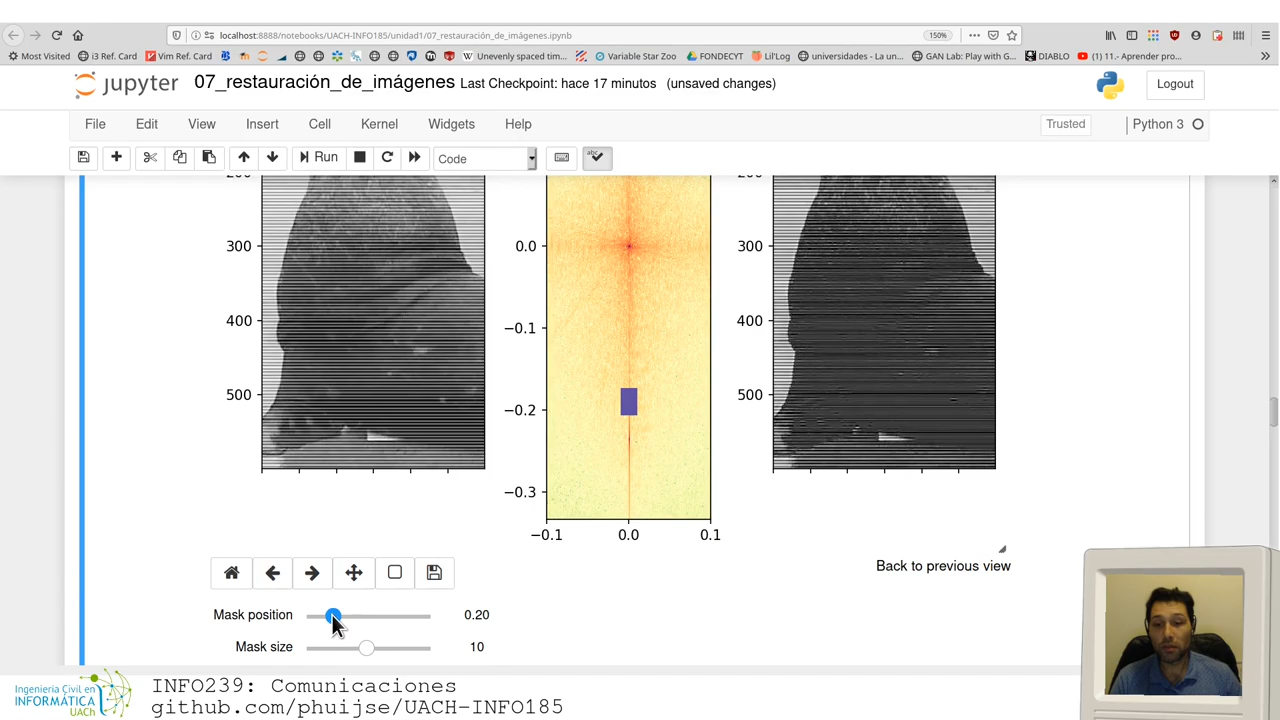 localhost:8888/notebooks/UACH-INFO185/unidad1/07_restauración_de_imágenes.ipynb
150%
Most Visited
i3 Ref. Card
Vim Ref. Card
Unevenly spaced tim...
Variable Star Zoo
FONDECYT
Lil'Log
universidades - La un...
GAN Lab: Play with G...
DIABLO
(1) 11.- Aprender pro...
jupyter
07_restauración_de_imágenes
Last Checkpoint: hace 17 minutos
(unsaved changes)
Logout
File
Edit
View
Insert
Cell
Kernel
Widgets
Help
Trusted
Python 3
Run
Code
300
400
500
0.0
−0.1
−0.2
−0.3
−0.1
0.0
0.1
300
400
500
Back to previous view
Mask position
0.20
Mask size
10
Ingeniería Civil en
INFORMÁTICA
UACh
INFO239: Comunicaciones
github.com/phuijse/UACH-INFO185